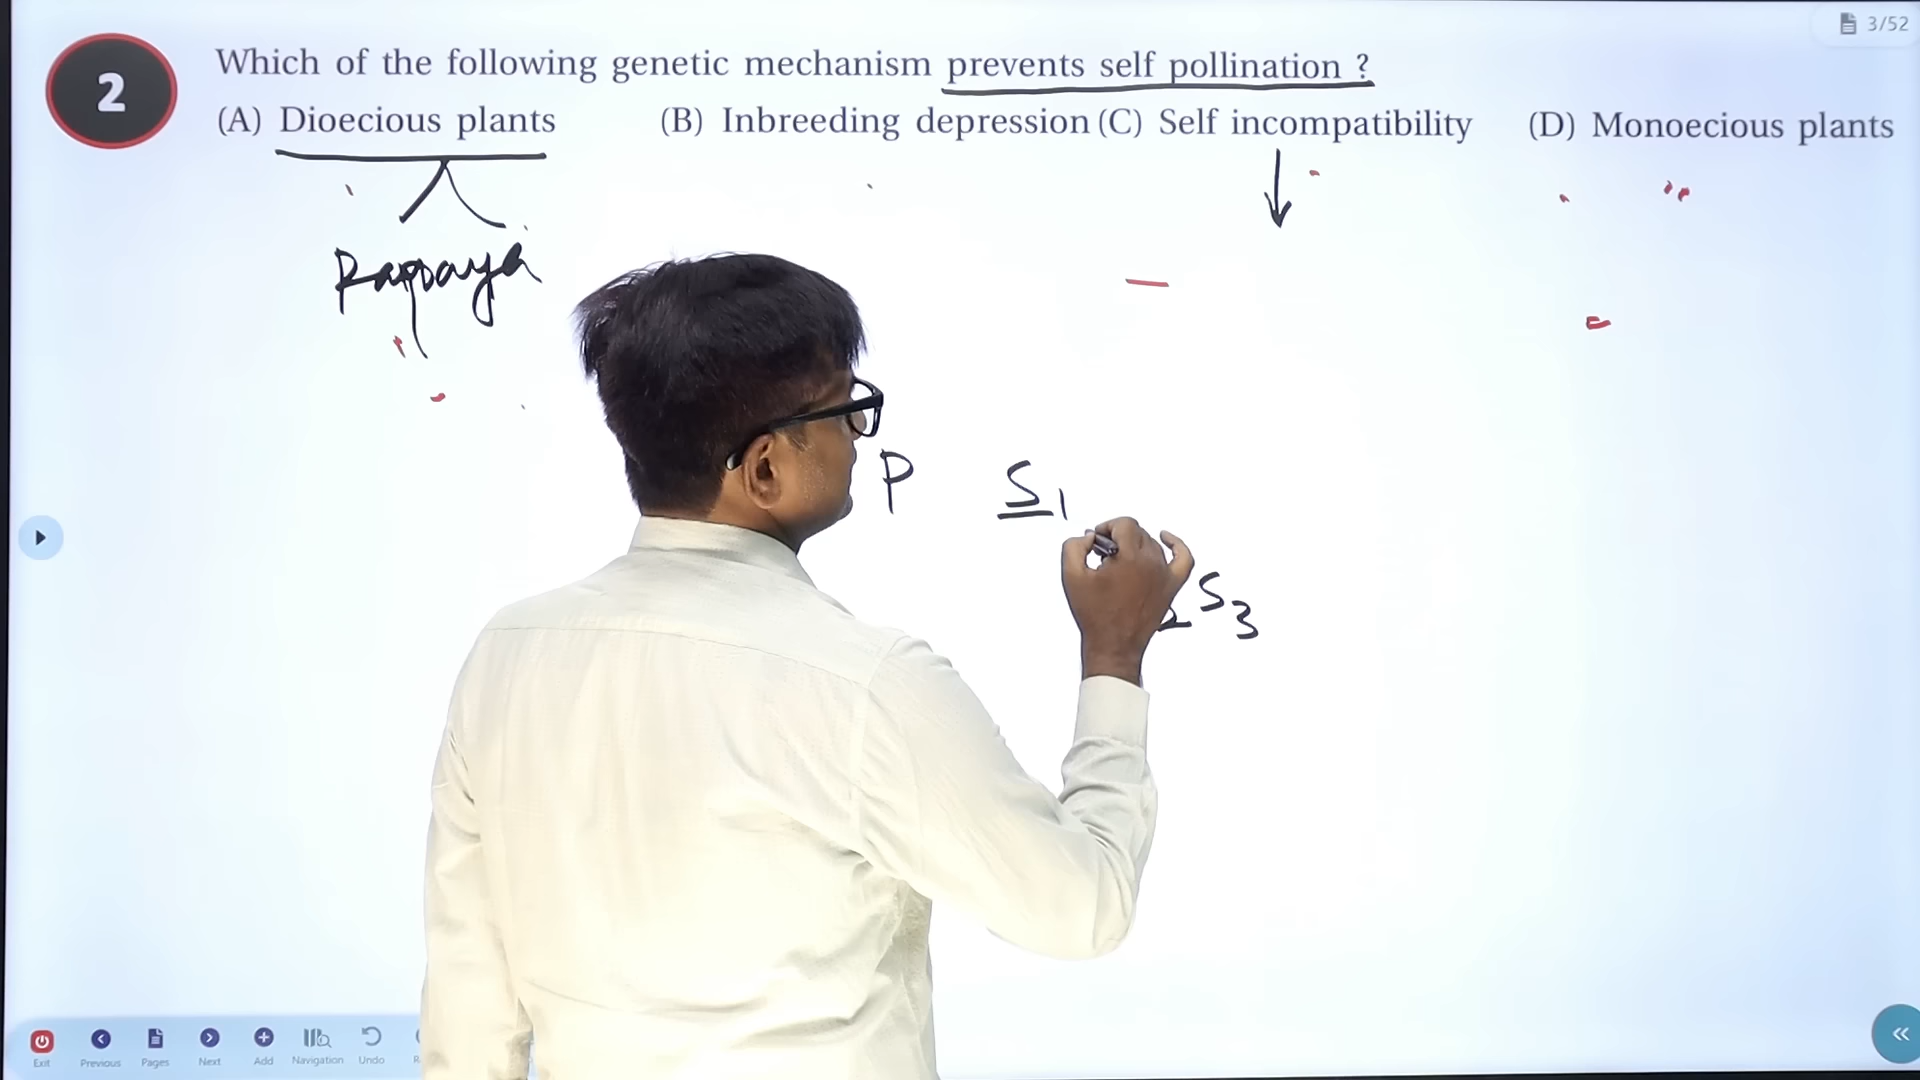 3/52
2
Which of the following genetic mechanism prevents self pollination ?
(A) Dioecious plants (B) Inbreeding depression (C) Self incompatibility (D) Monoecious plants
Papaya
P S1
2 S3
Exit Previous Pages Next Add Navigation Undo